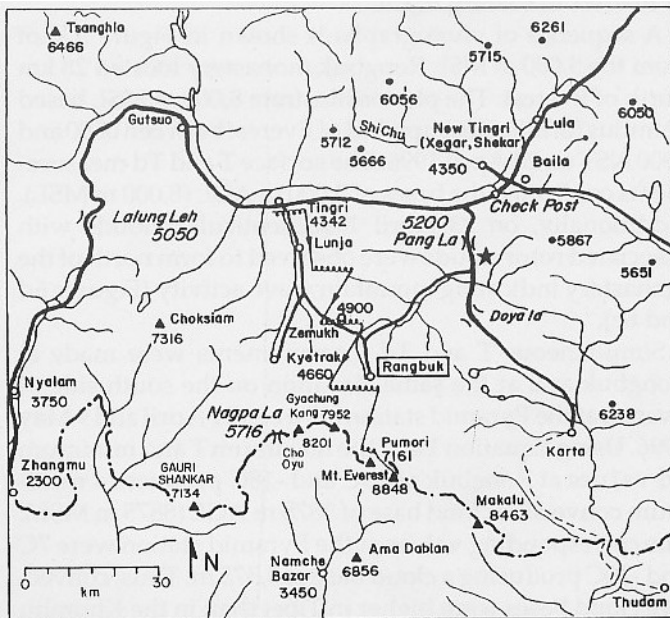 Tsanghla
6466
6261
5715
6056
6050
Gutsuo
Shi Chu
5712
5666
New Tingri
(Xegar, Shekar)
4350
Lula
Baila
Check Post
Tingri
4342
Lalung Leh
5050
5200
Pang La
Lunja
5867
5651
4900
Zemukh
Doya la
Choksiam
7316
Kyetrake
4660
Rangbuk
Nyalam
3750
Nagpa La
5716
Gyachung
Kang
7952
6238
8201
Cho
Oyu
Pumori
7161
Karta
Zhangmu
2300
GAURI
SHANKAR
7134
Mt. Everest
8848
Makalu
8463
N
0
30
km
Namche
Bazar
3450
Ama Dablan
6856
Thudam